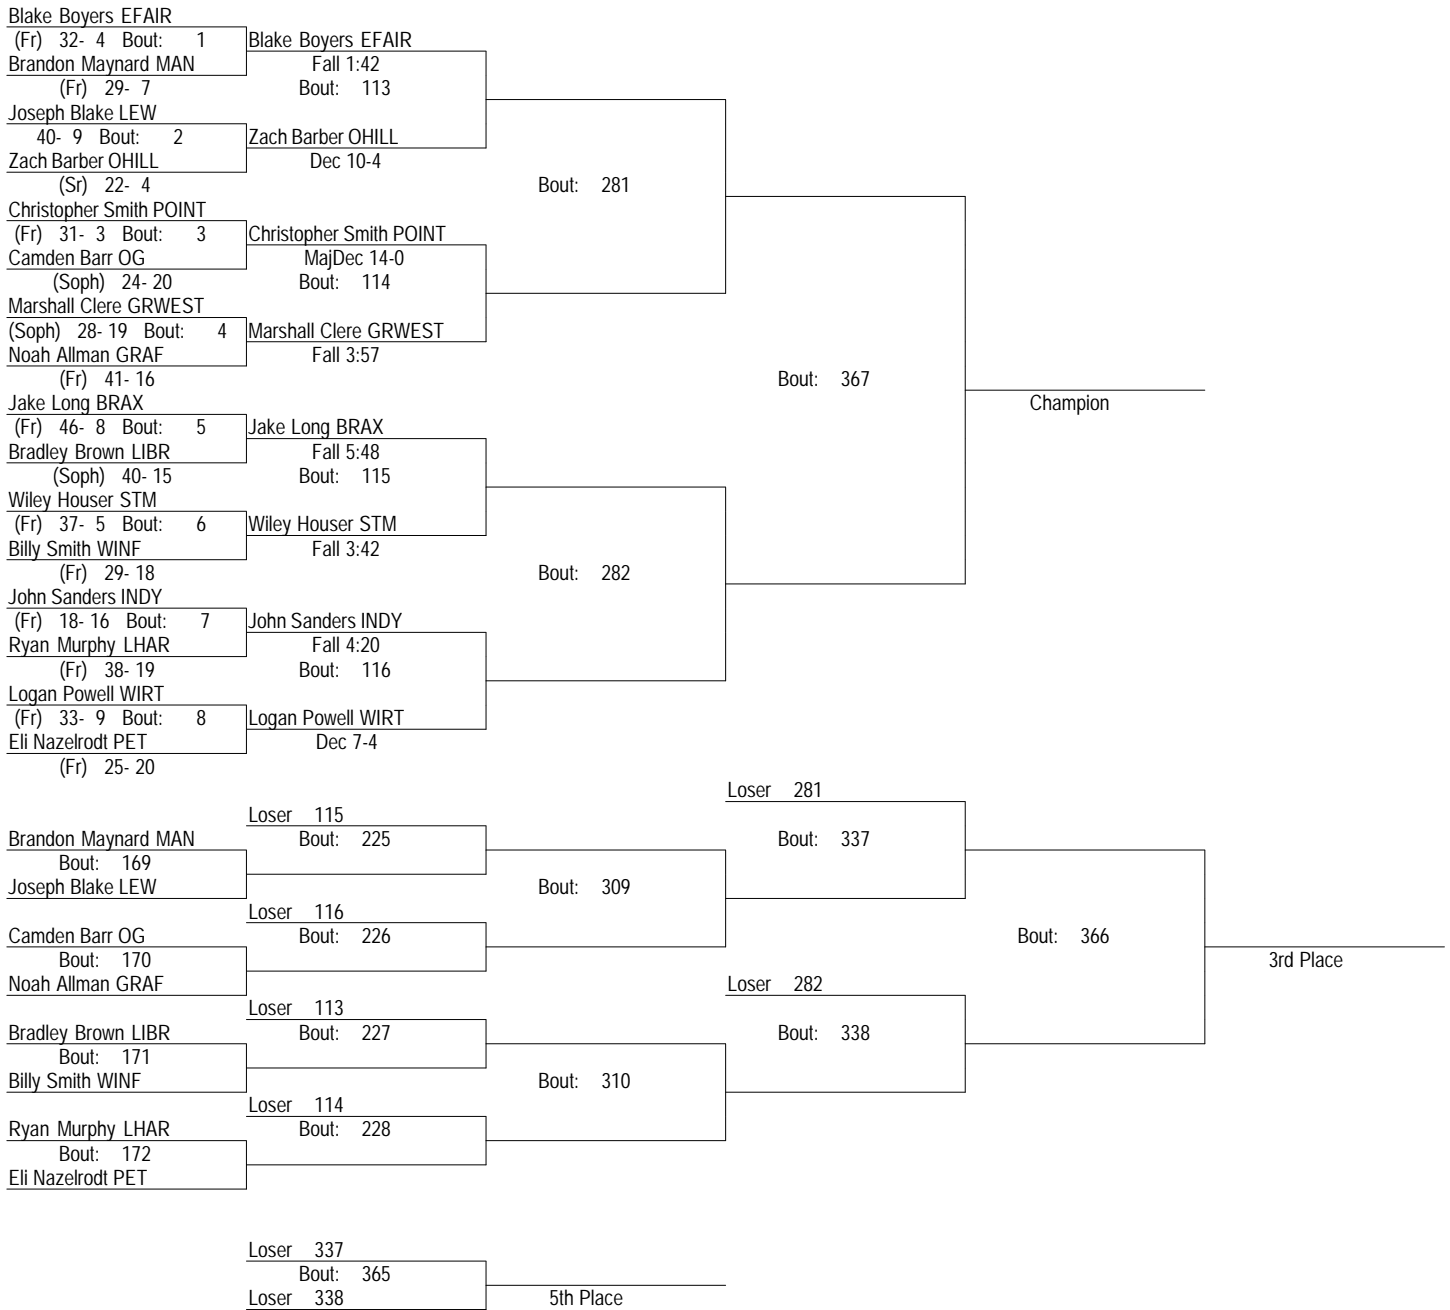 Blake Boyers EFAIR
(Fr) 32- 4 Bout: 1 Blake Boyers EFAIR
Brandon Maynard MAN Fall 1:42
(Fr) 29- 7 Bout: 113
Joseph Blake LEW
40- 9 Bout: 2 Zach Barber OHILL
Zach Barber OHILL Dec 10-4
(Sr) 22- 4 Bout: 281
Christopher Smith POINT
(Fr) 31- 3 Bout: 3 Christopher Smith POINT
Camden Barr OG MajDec 14-0
(Soph) 24- 20 Bout: 114
Marshall Clere GRWEST
(Soph) 28- 19 Bout: 4 Marshall Clere GRWEST
Noah Allman GRAF Fall 3:57
(Fr) 41- 16 Bout: 367
Jake Long BRAX Champion
(Fr) 46- 8 Bout: 5 Jake Long BRAX
Bradley Brown LIBR Fall 5:48
(Soph) 40- 15 Bout: 115
Wiley Houser STM
(Fr) 37- 5 Bout: 6 Wiley Houser STM
Billy Smith WINF Fall 3:42
(Fr) 29- 18 Bout: 282
John Sanders INDY
(Fr) 18- 16 Bout: 7 John Sanders INDY
Ryan Murphy LHAR Fall 4:20
(Fr) 38- 19 Bout: 116
Logan Powell WIRT
(Fr) 33- 9 Bout: 8 Logan Powell WIRT
Eli Nazelrodt PET Dec 7-4
(Fr) 25- 20
Loser 281
Loser 115
Brandon Maynard MAN Bout: 225 Bout: 337
Bout: 169
Joseph Blake LEW Bout: 309
Loser 116
Camden Barr OG Bout: 226 Bout: 366
Bout: 170 3rd Place
Noah Allman GRAF Loser 282
Loser 113
Bradley Brown LIBR Bout: 227 Bout: 338
Bout: 171
Billy Smith WINF Bout: 310
Loser 114
Ryan Murphy LHAR Bout: 228
Bout: 172
Eli Nazelrodt PET
Loser 337
Bout: 365
Loser 338 5th Place